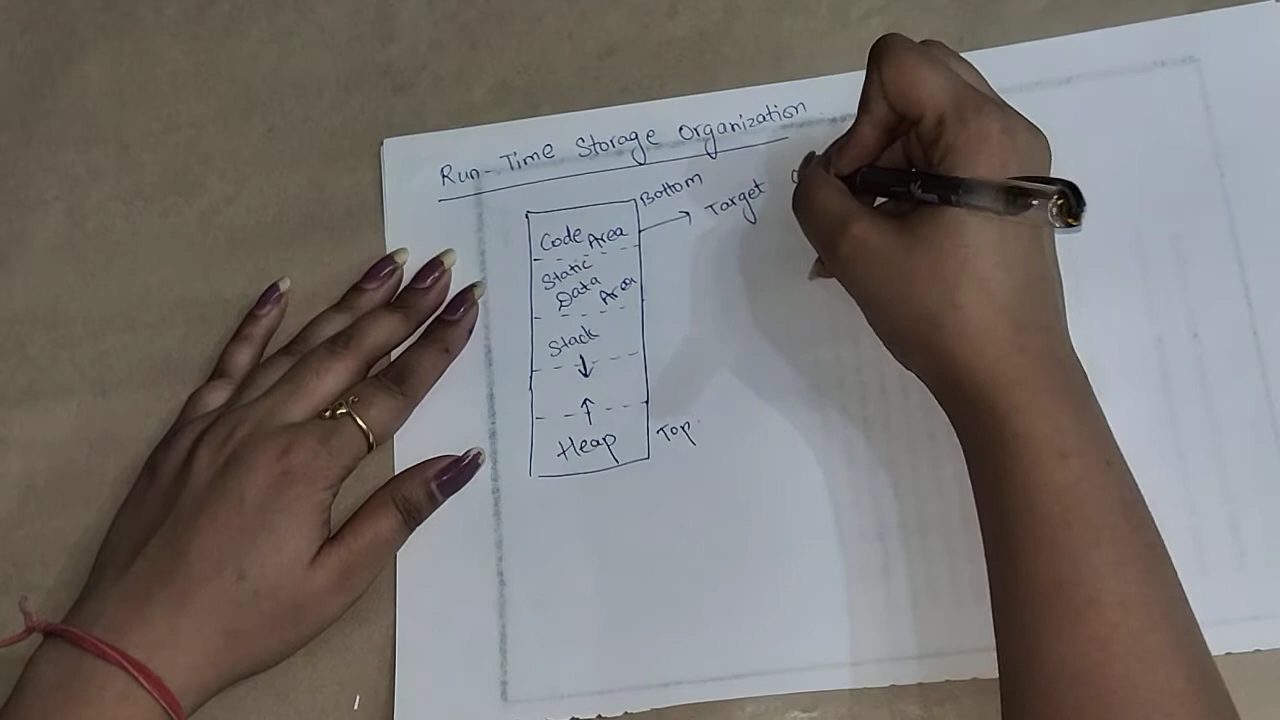 Run-Time Storage Organization
Bottom
Code Area
Target
Static
Data Area
Stack
Heap
Top